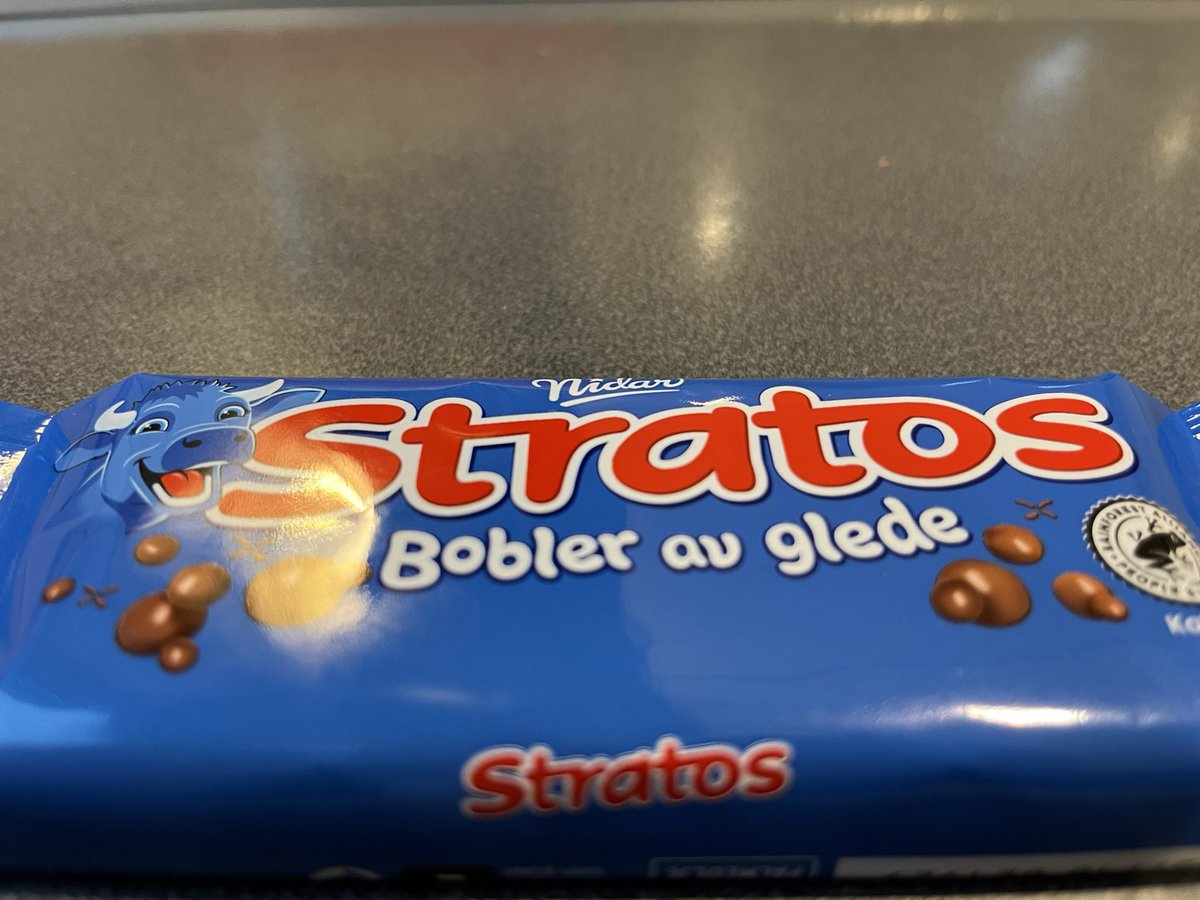 Nidar
Stratos
Bobler av glede
Stratos